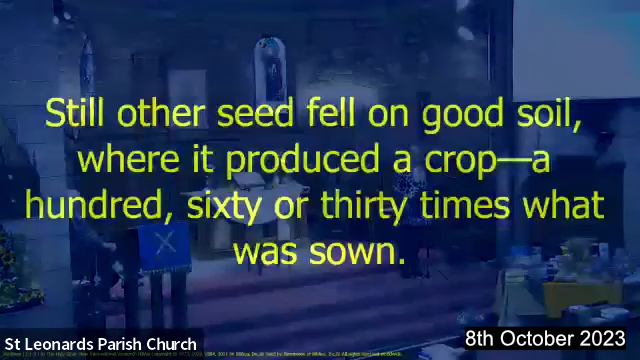 Still other seed fell on good soil,
where it produced a crop—a
hundred, sixty or thirty times what
was sown.
St Leonards Parish Church
8th October 2023